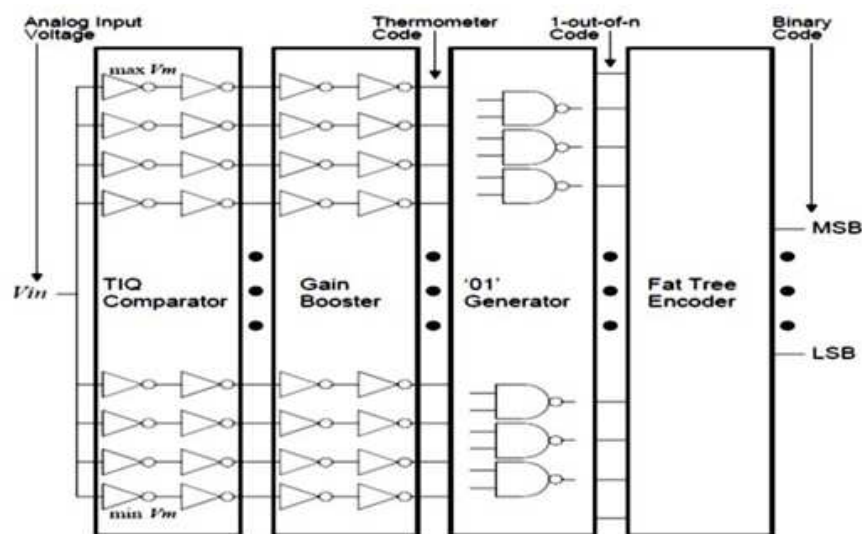 Analog Input
Voltage
Thermometer
Code
1-out-of-n
Code
Binary
Code
max Vm
MSB
Vin
TIQ
Comparator
Gain
Booster
'01'
Generator
Fat Tree
Encoder
LSB
min Vm